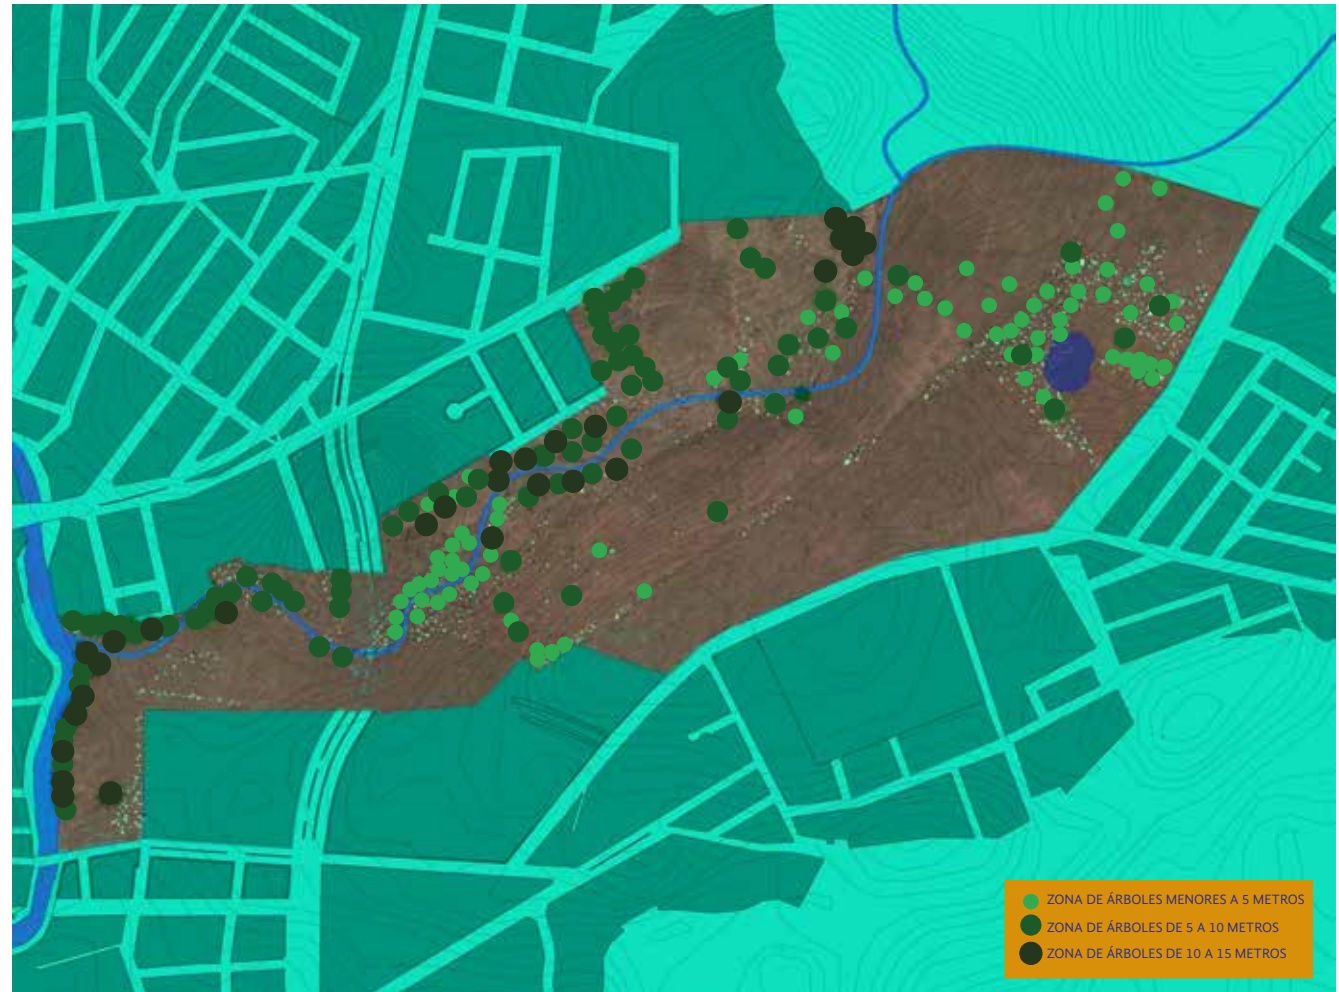 ZONA DE ÁRBOLES MENORES A 5 METROS
ZONA DE ÁRBOLES DE 5 A 10 METROS
ZONA DE ÁRBOLES DE 10 A 15 METROS